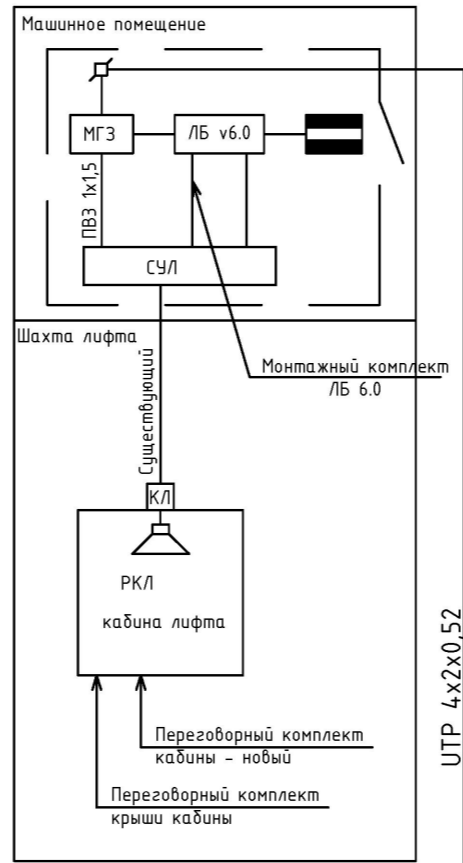 Машинное помещение
МГЗ
ЛБ v6.0
ПВЗ 1x1,5
СУЛ
Шахта лифта
Монтажный комплект
ЛБ 6.0
Существующий
КЛ
РКЛ
кабина лифта
UTP 4x2x0,52
Переговорный комплект
кабины - новый
Переговорный комплект
крыши кабины